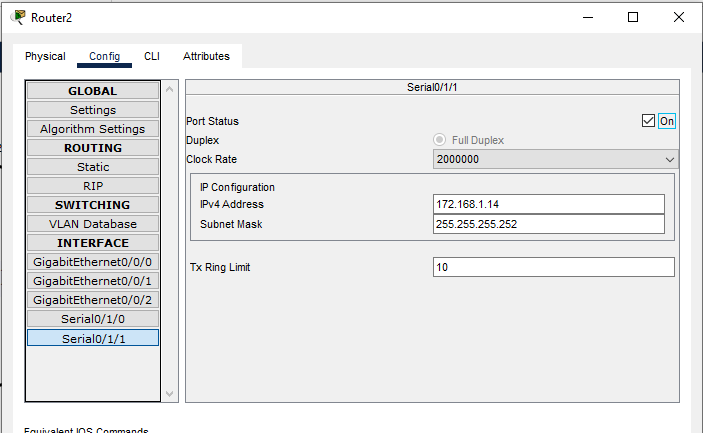 Router2
Physical Config CLI Attributes
GLOBAL
Settings
Algorithm Settings
ROUTING
Static
RIP
SWITCHING
VLAN Database
INTERFACE
GigabitEthernet0/0/0
GigabitEthernet0/0/1
GigabitEthernet0/0/2
Serial0/1/0
Serial0/1/1
Serial0/1/1
Port Status On
Duplex Full Duplex
Clock Rate 2000000
IP Configuration
IPv4 Address 172.168.1.14
Subnet Mask 255.255.255.252
Tx Ring Limit 10
Equivalent IOS Commands